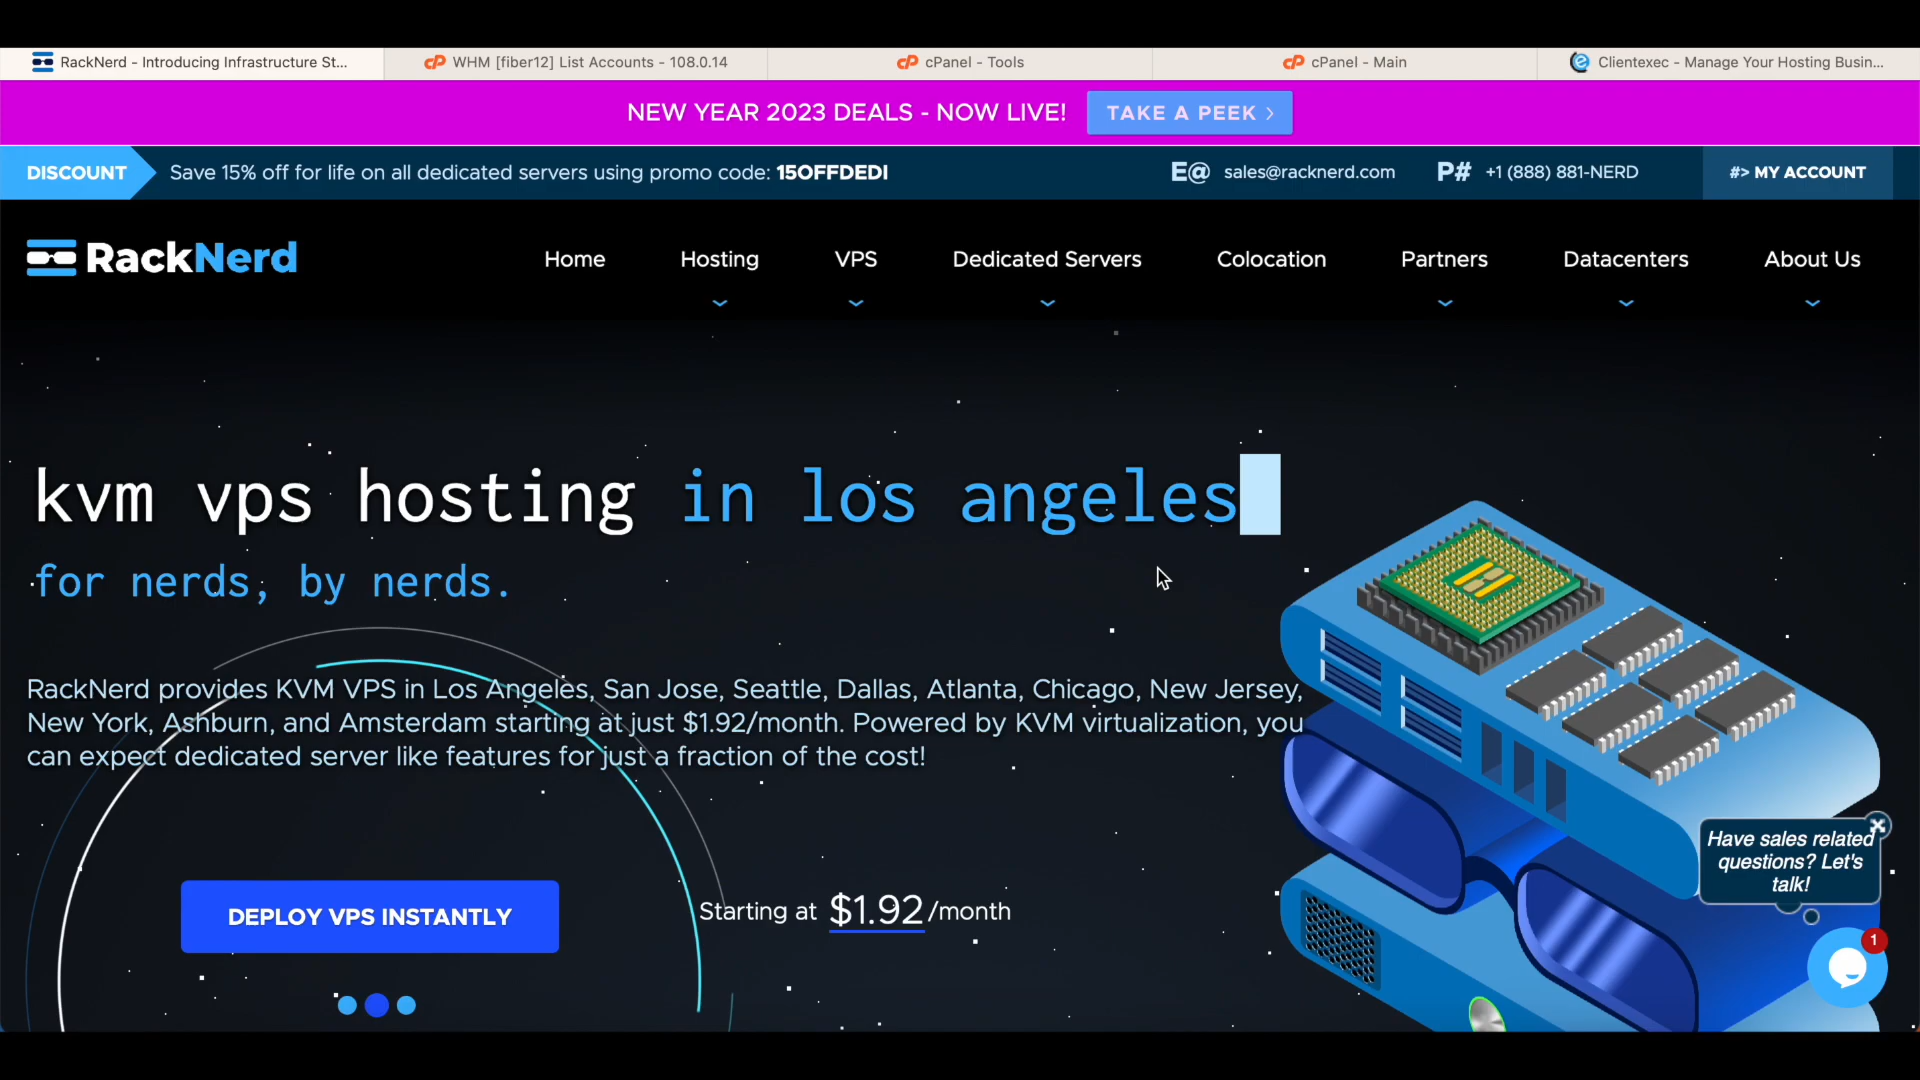 RackNerd - Introducing Infrastructure St...
WHM [fiber12] List Accounts - 108.0.14
cPanel - Tools
cPanel - Main
Clientexec - Manage Your Hosting Busin...
NEW YEAR 2023 DEALS - NOW LIVE!
TAKE A PEEK >
DISCOUNT
Save 15% off for life on all dedicated servers using promo code: 15OFFDEDI
E@ sales@racknerd.com
P# +1 (888) 881-NERD
#> MY ACCOUNT
RackNerd
Home
Hosting
VPS
Dedicated Servers
Colocation
Partners
Datacenters
About Us
kvm vps hosting in los angeles
for nerds, by nerds.
RackNerd provides KVM VPS in Los Angeles, San Jose, Seattle, Dallas, Atlanta, Chicago, New Jersey,
New York, Ashburn, and Amsterdam starting at just $1.92/month. Powered by KVM virtualization, you
can expect dedicated server like features for just a fraction of the cost!
DEPLOY VPS INSTANTLY
Starting at $1.92/month
Have sales related
questions? Let's
talk!
1